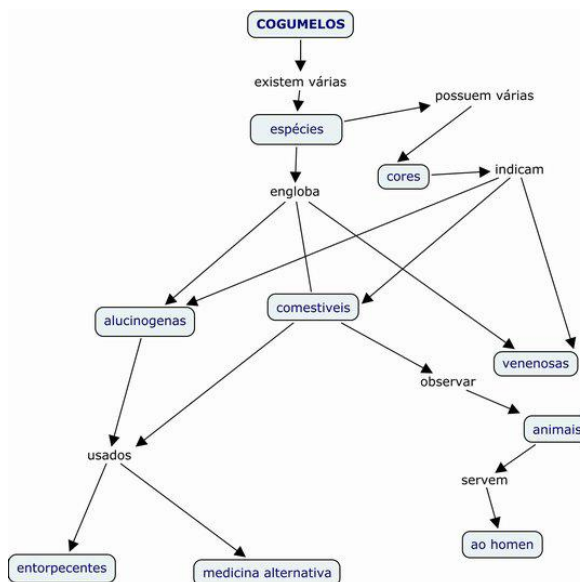 COGUMELOS
existem várias
possuem várias
espécies
indicam
cores
engloba
comestiveis
alucinogenas
venenosas
observar
animais
usados
servem
ao homen
entorpecentes
medicina alternativa